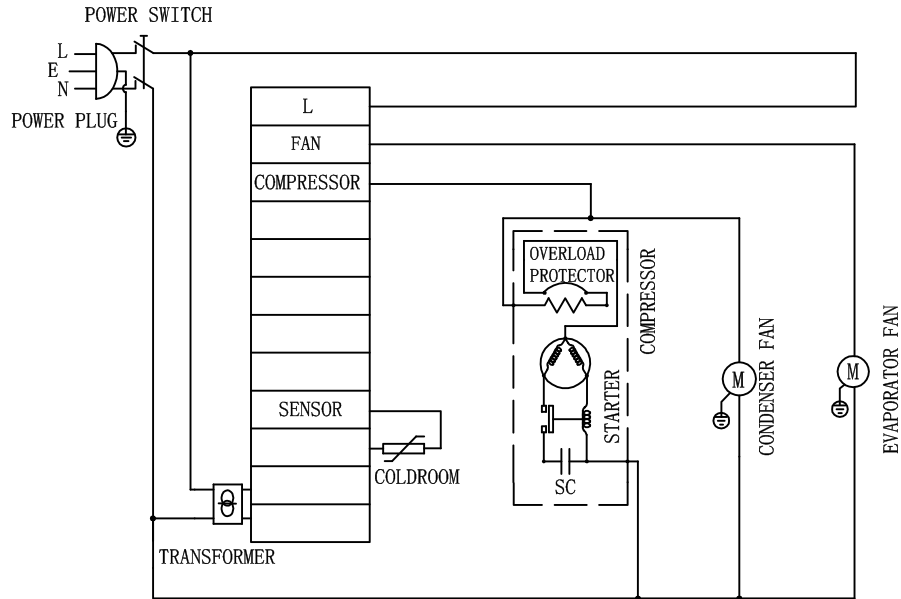 POWER SWITCH
L
E
N
POWER PLUG
L
FAN
COMPRESSOR
OVERLOAD
PROTECTOR
COMPRESSOR
STARTER
SC
M
CONDENSER FAN
M
EVAPORATOR FAN
SENSOR
COLDROOM
TRANSFORMER